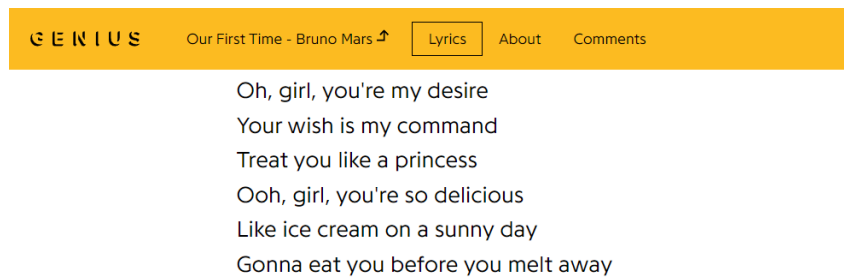 GENIUS Our First Time - Bruno Mars Lyrics About Comments
Oh, girl, you're my desire
Your wish is my command
Treat you like a princess
Ooh, girl, you're so delicious
Like ice cream on a sunny day
Gonna eat you before you melt away